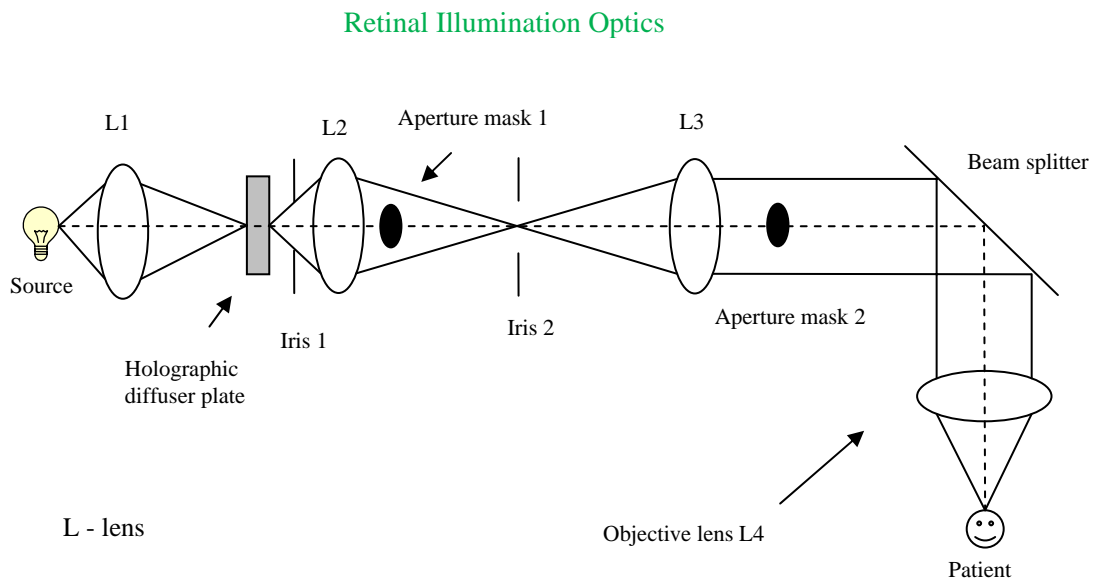 Retinal Illumination Optics
L1
L2
Aperture mask 1
L3
Beam splitter
Source
Iris 1
Iris 2
Aperture mask 2
Holographic
diffuser plate
L - lens
Objective lens L4
Patient